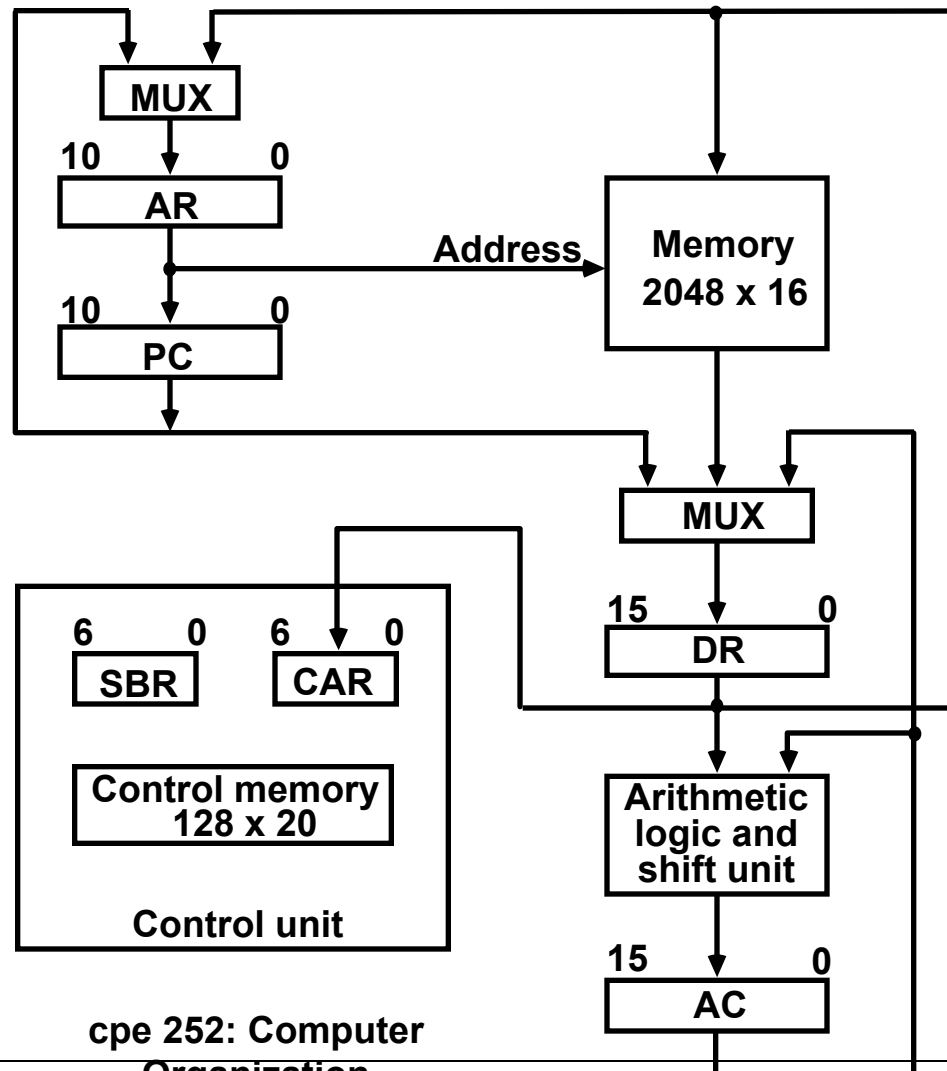 MUX
10 0
AR
Address
Memory
2048 x 16
10 0
PC
MUX
15 0
DR
6 0 6 0
SBR CAR
Control memory
128 x 20
Arithmetic
logic and
shift unit
Control unit
15 0
AC
cpe 252: Computer
Organization